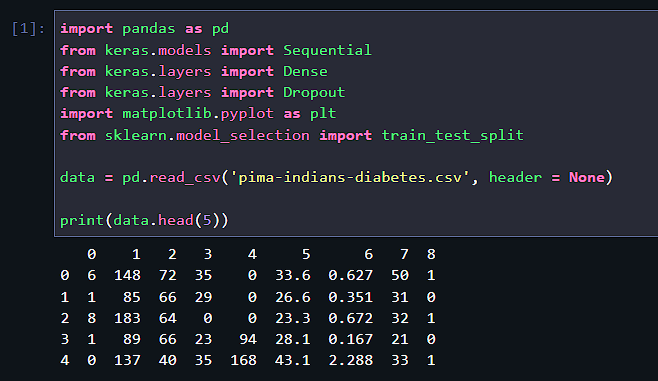 [1]: import pandas as pd
from keras.models import Sequential
from keras.layers import Dense
from keras.layers import Dropout
import matplotlib.pyplot as plt
from sklearn.model_selection import train_test_split
data = pd.read_csv('pima-indians-diabetes.csv', header = None)
print(data.head(5))
0 1 2 3 4 5 6 7 8
0 6 148 72 35 0 33.6 0.627 50 1
1 1 85 66 29 0 26.6 0.351 31 0
2 8 183 64 0 0 23.3 0.672 32 1
3 1 89 66 23 94 28.1 0.167 21 0
4 0 137 40 35 168 43.1 2.288 33 1